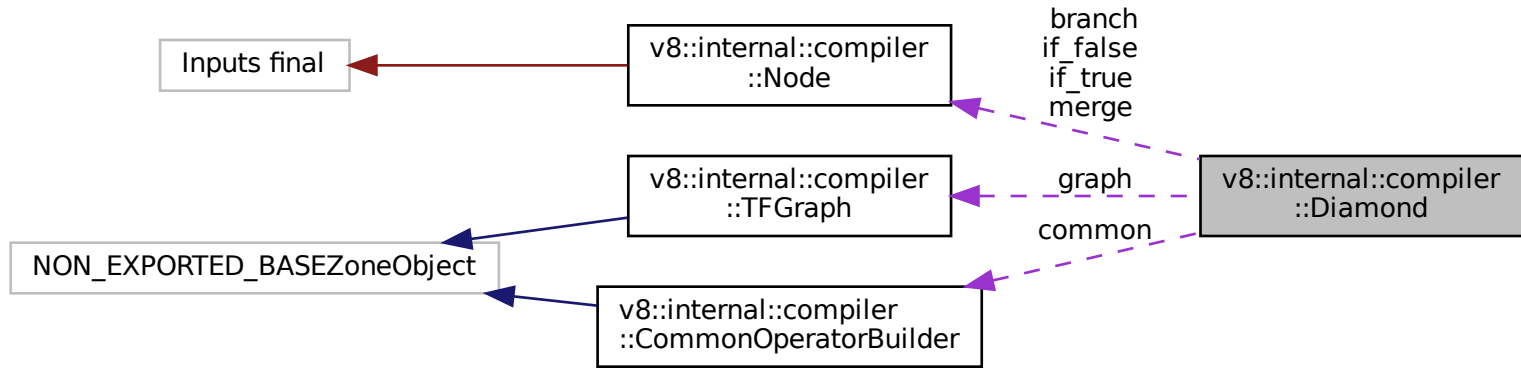 Inputs final
v8::internal::compiler
::Node
branch
if_false
if_true
merge
v8::internal::compiler
::TFGraph
graph
v8::internal::compiler
::Diamond
common
NON_EXPORTED_BASEZoneObject
v8::internal::compiler
::CommonOperatorBuilder